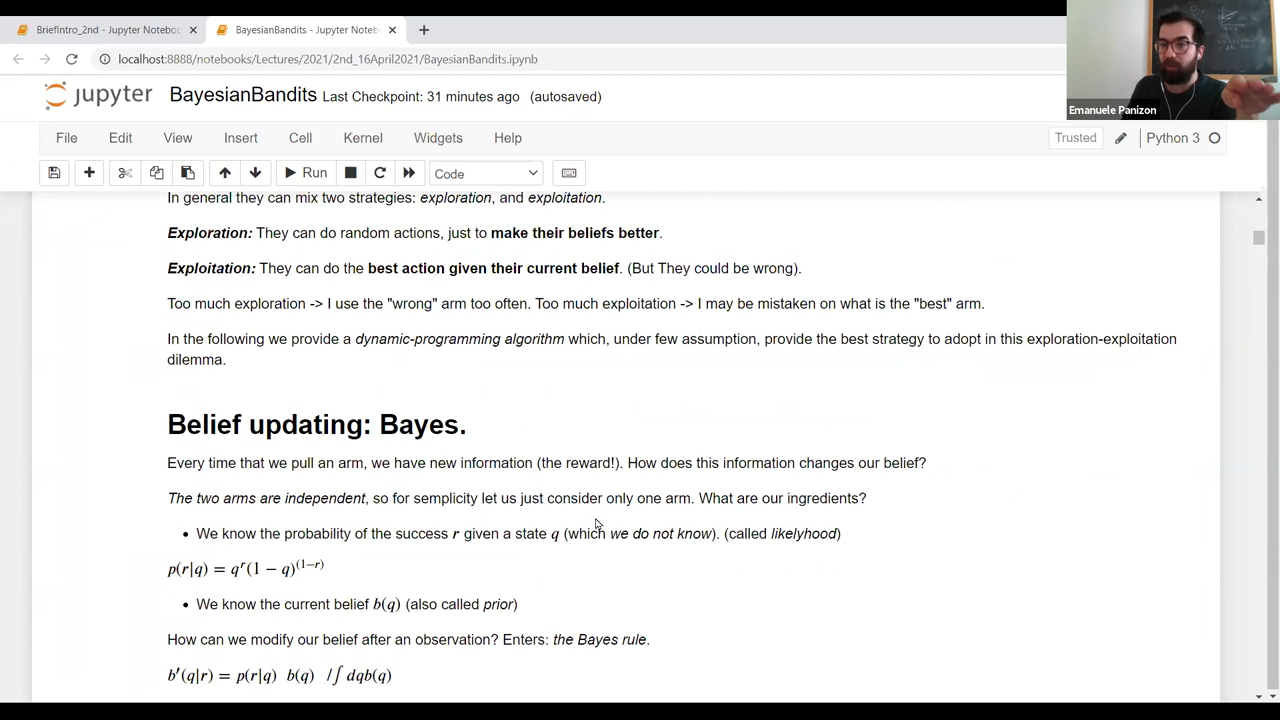 BriefIntro_2nd - Jupyter Noteboo
BayesianBandits - Jupyter Noteb
localhost:8888/notebooks/Lectures/2021/2nd_16April2021/BayesianBandits.ipynb
Emanuele Panizon
jupyter BayesianBandits Last Checkpoint: 31 minutes ago (autosaved)
File Edit View Insert Cell Kernel Widgets Help
Trusted Python 3
Run Code
In general they can mix two strategies: exploration, and exploitation.
Exploration: They can do random actions, just to make their beliefs better.
Exploitation: They can do the best action given their current belief. (But They could be wrong).
Too much exploration -> I use the "wrong" arm too often. Too much exploitation -> I may be mistaken on what is the "best" arm.
In the following we provide a dynamic-programming algorithm which, under few assumption, provide the best strategy to adopt in this exploration-exploitation
dilemma.
Belief updating: Bayes.
Every time that we pull an arm, we have new information (the reward!). How does this information changes our belief?
The two arms are independent, so for semplicity let us just consider only one arm. What are our ingredients?
• We know the probability of the success r given a state q (which we do not know). (called likelyhood)
p(r|q) = q^r(1 − q)^(1−r)
• We know the current belief b(q) (also called prior)
How can we modify our belief after an observation? Enters: the Bayes rule.
b′(q|r) = p(r|q) b(q) /∫ dqb(q)